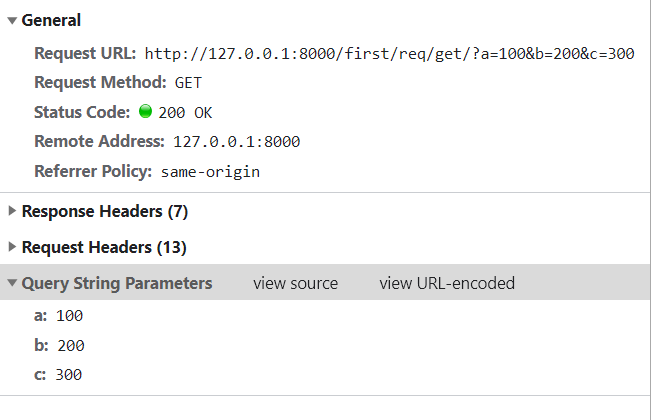 General
Request URL: http://127.0.0.1:8000/first/req/get/?a=100&b=200&c=300
Request Method: GET
Status Code: 200 OK
Remote Address: 127.0.0.1:8000
Referrer Policy: same-origin
Response Headers (7)
Request Headers (13)
Query String Parameters view source view URL-encoded
a: 100
b: 200
c: 300